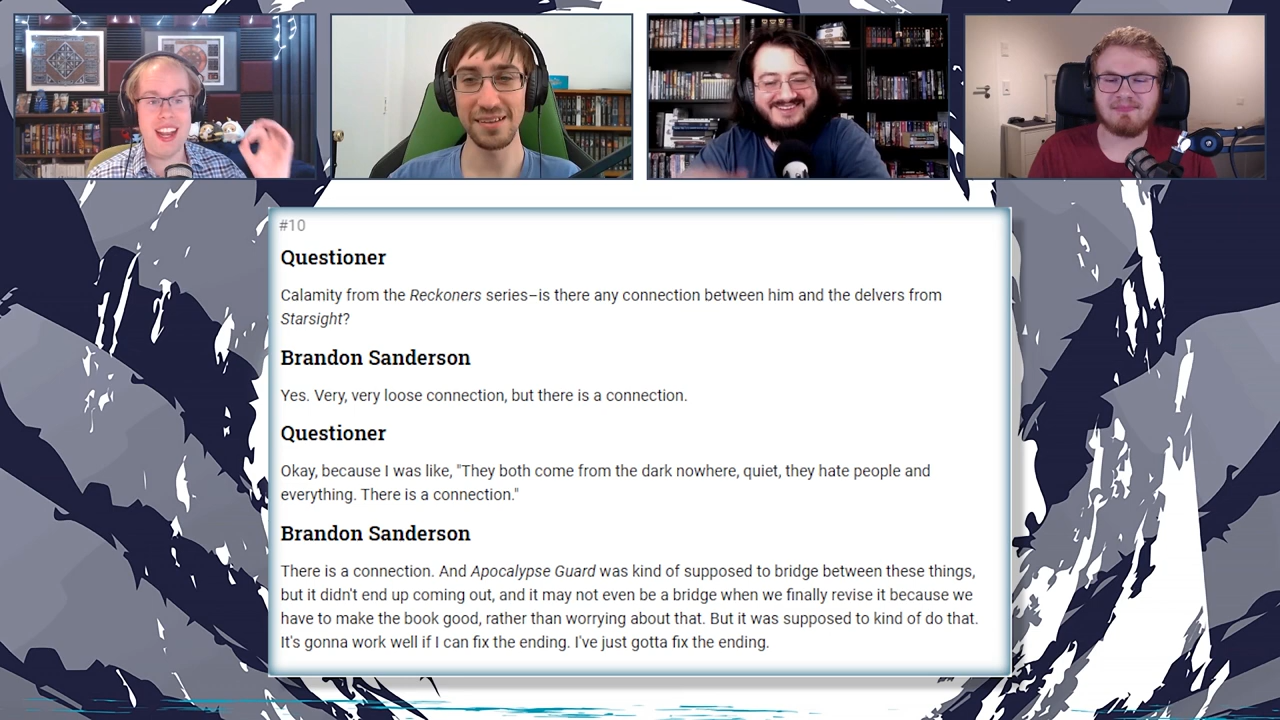 #10
Questioner
Calamity from the Reckoners series–is there any connection between him and the delvers from
Starsight?
Brandon Sanderson
Yes. Very, very loose connection, but there is a connection.
Questioner
Okay, because I was like, "They both come from the dark nowhere, quiet, they hate people and
everything. There is a connection."
Brandon Sanderson
There is a connection. And Apocalypse Guard was kind of supposed to bridge between these things,
but it didn't end up coming out, and it may not even be a bridge when we finally revise it because we
have to make the book good, rather than worrying about that. But it was supposed to kind of do that.
It's gonna work well if I can fix the ending. I've just gotta fix the ending.